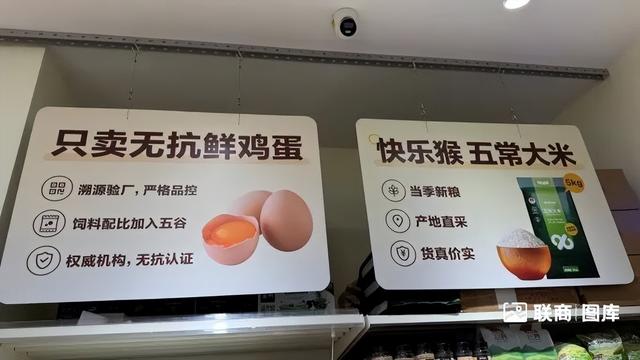 只卖无抗鲜鸡蛋
溯源验厂,严格品控
饲料配比加入五谷
权威机构,无抗认证
快乐猴 五常大米
当季新粮
产地直采
货真价实
5kg
联商|图库